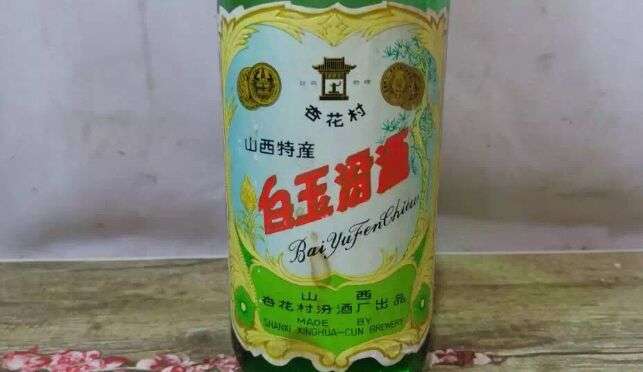 杏花村
山西特産
白玉汾酒
Bai Yu Fen Chiew
山西
杏花村汾酒厂出品
MADE BY
SHANXI XINGHUA-CUN BREWERY